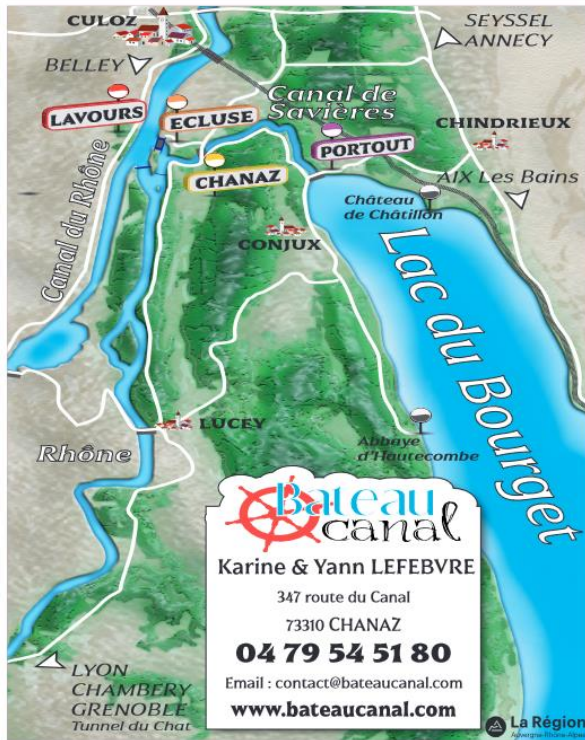 CULOZ
SEYSSEL
ANNECY
BELLEY
LAVOURS
ECLUSE
Canal de
Savières
CHINDRIEUX
PORTOUT
CHANAZ
AIX Les Bains
Château
de Châtillon
Canal du Rhône
CONJUX
Lac du Bourget
LUCEY
Rhône
Abbaye
d'Hautecombe
Bateau
canal
Karine & Yann LEFEBVRE
347 route du Canal
73310 CHANAZ
04 79 54 51 80
Email : contact@bateaucanal.com
www.bateaucanal.com
LYON
CHAMBERY
GRENOBLE
Tunnel du Chat
La Région
Auvergne-Rhône-Alpes